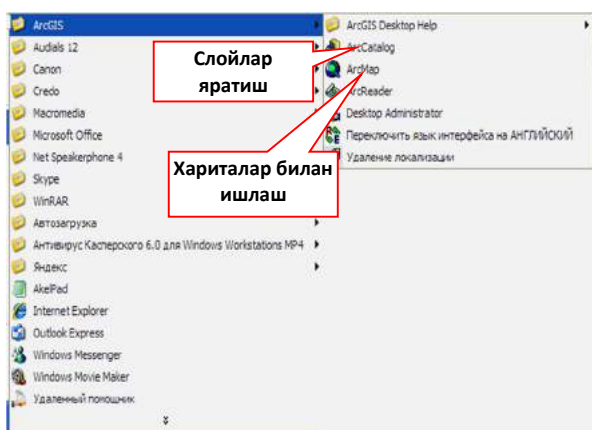 ArcGIS
Audials 12
Canon
Credo
Macromedia
Microsoft Office
Net Speakerphone 4
Skype
WinRAR
Автозагрузка
Антивирус Касперского 6.0 для Windows Workstations MP4
Яндекс
AkelPad
Internet Explorer
Outlook Express
Windows Messenger
Windows Movie Maker
Удаленный помощник
ArcGIS Desktop Help
ArcCatalog
ArcMap
ArcReader
Desktop Administrator
Переключить язык интерфейса на АНГЛИЙСКИЙ
Удаление локализации
Слойлар
яратиш
Хариталар билан
ишлаш